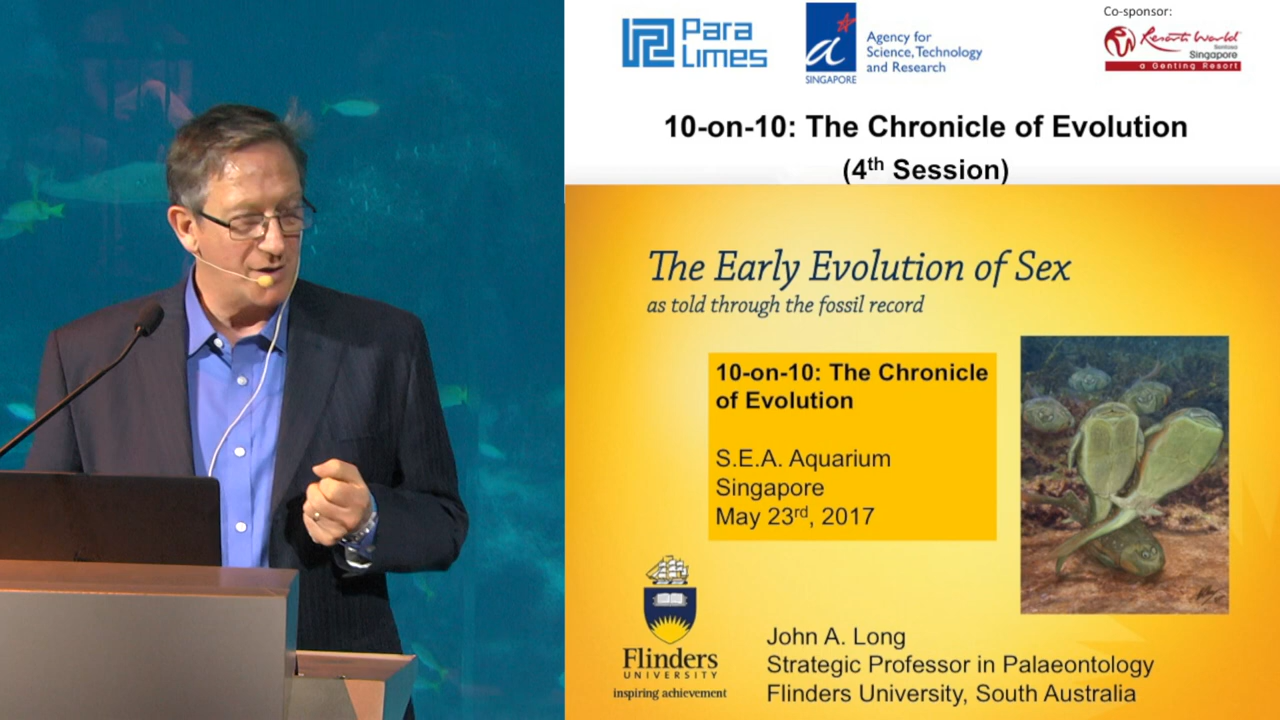 Para
Limes
SINGAPORE
Agency for
Science, Technology
and Research
Co-sponsor:
Resorts World
Sentosa
Singapore
a Genting Resort
10-on-10: The Chronicle of Evolution
(4th Session)
The Early Evolution of Sex
as told through the fossil record
10-on-10: The Chronicle
of Evolution
S.E.A. Aquarium
Singapore
May 23rd, 2017
Flinders
UNIVERSITY
inspiring achievement
John A. Long
Strategic Professor in Palaeontology
Flinders University, South Australia